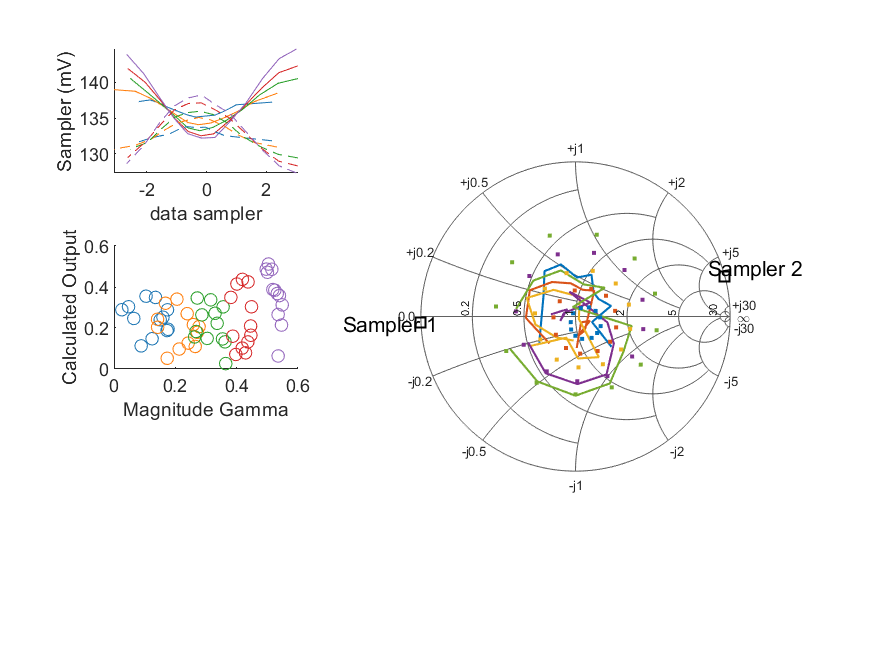 Sampler (mV)
140
135
130
-2
0
2
data sampler
Calculated Output
0.6
0.4
0.2
0
0
0.2
0.4
0.6
Magnitude Gamma
+j1
+j0.5
+j2
+j0.2
+j5
Sampler 2
0.0
0.2
0.5
2
5
30
+j30
∞
-j30
Sampler 1
-j0.2
-j5
-j0.5
-j2
-j1